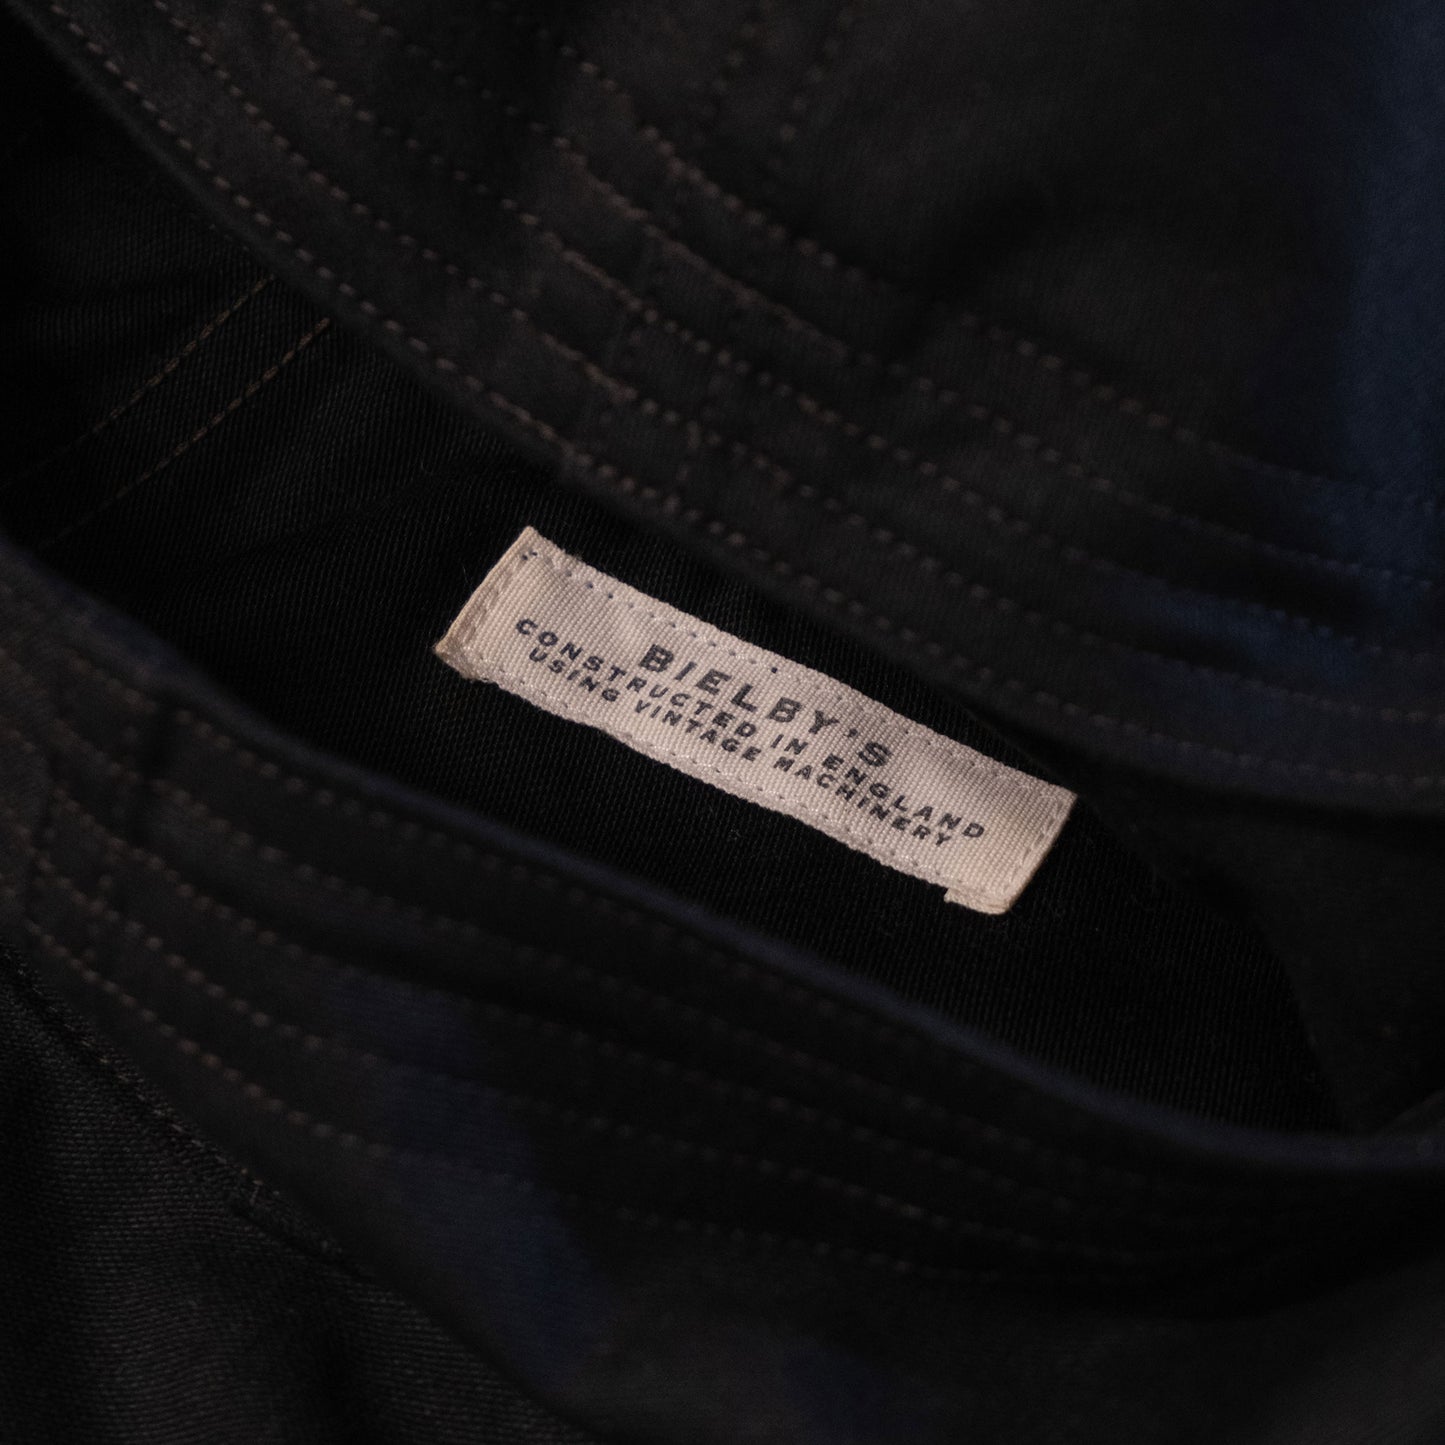 BIELBY'S
CONSTRUCTED IN ENGLAND
USING VINTAGE MACHINERY